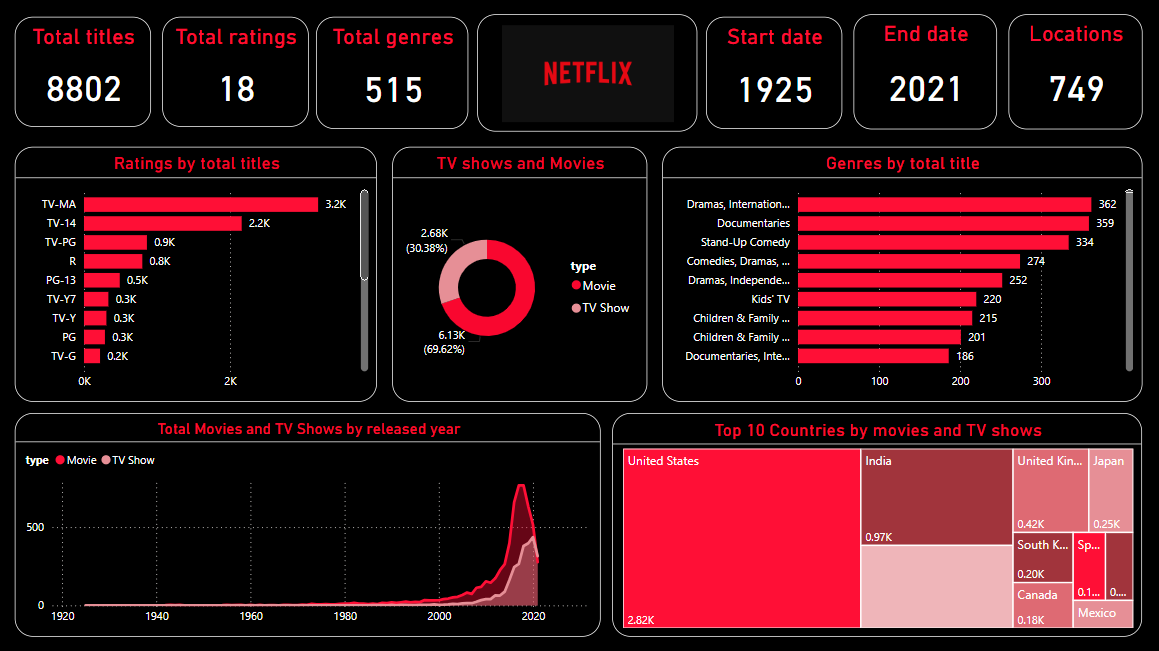 Total titles
8802
Total ratings
18
Total genres
515
NETFLIX
Start date
1925
End date
2021
Locations
749
Ratings by total titles
TV-MA 3.2K
TV-14 2.2K
TV-PG 0.9K
R 0.8K
PG-13 0.5K
TV-Y7 0.3K
TV-Y 0.3K
PG 0.3K
TV-G 0.2K
0K 2K
TV shows and Movies
2.68K
(30.38%)
6.13K
(69.62%)
type
Movie
TV Show
Genres by total title
Dramas, Internation... 362
Documentaries 359
Stand-Up Comedy 334
Comedies, Dramas, ... 274
Dramas, Independe... 252
Kids' TV 220
Children & Family ... 215
Children & Family ... 201
Documentaries, Inte... 186
0 100 200 300
Total Movies and TV Shows by released year
type Movie TV Show
500
0
1920 1940 1960 1980 2000 2020
Top 10 Countries by movies and TV shows
United States
2.82K
India
0.97K
United Kin...
0.42K
Japan
0.25K
South K...
0.20K
Sp...
0.1...
0....
Canada
0.18K
Mexico